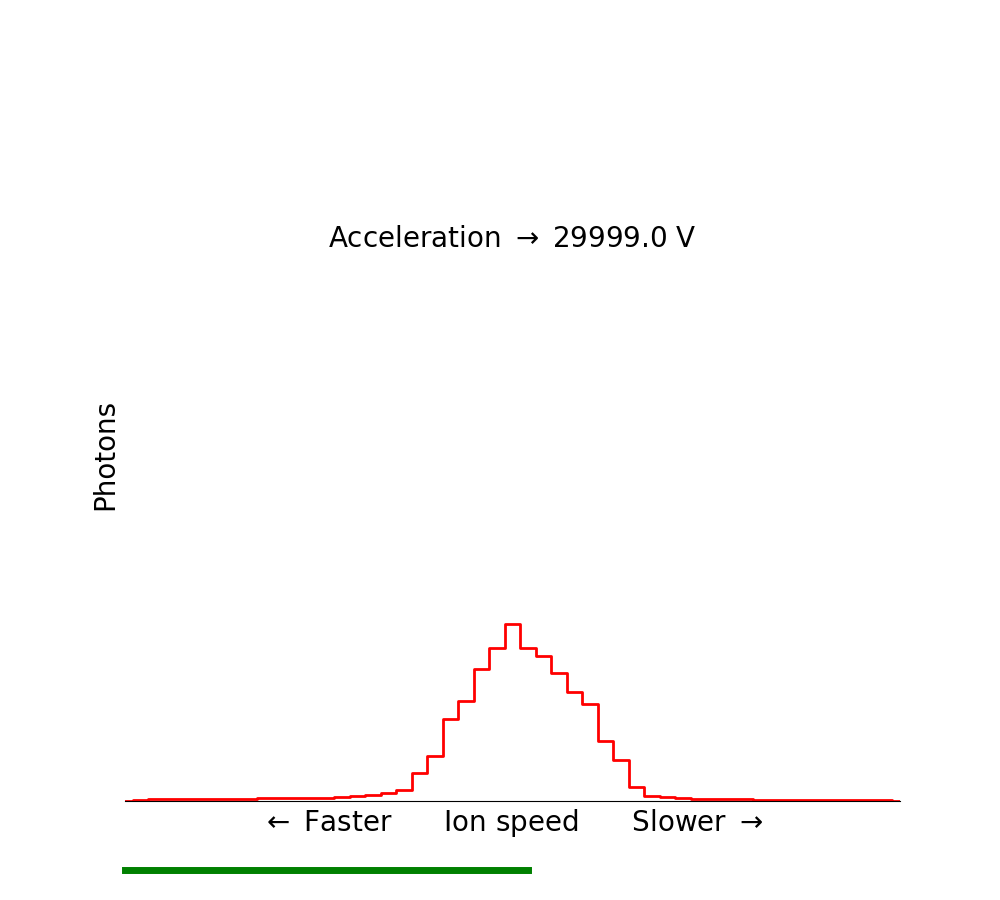 Acceleration → 29999.0 V
Photons
← Faster Ion speed Slower →